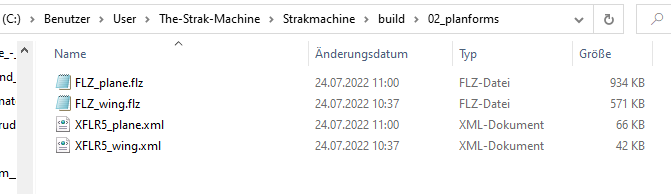 (C:) > Benutzer > User > The-Strak-Machine > Strakmachine > build > 02_planforms
Name Änderungsdatum Typ Größe
FLZ_plane.flz 24.07.2022 11:00 FLZ-Datei 934 KB
FLZ_wing.flz 24.07.2022 10:37 FLZ-Datei 571 KB
XFLR5_plane.xml 24.07.2022 11:00 XML-Dokument 66 KB
XFLR5_wing.xml 24.07.2022 10:37 XML-Dokument 42 KB